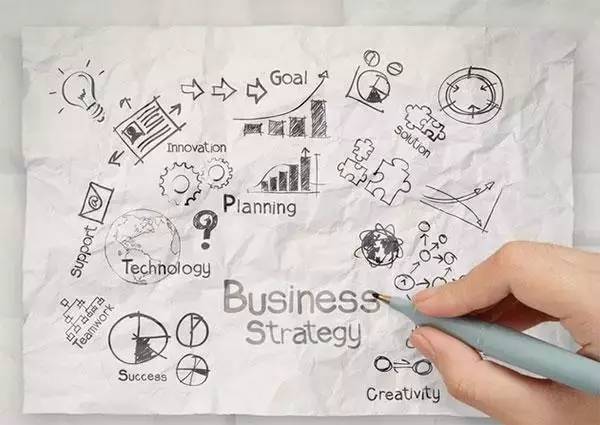 Goal
Innovation
Solution
Planning
@
Support
?
Technology
Business
Strategy
Teamwork
Success
Creativity